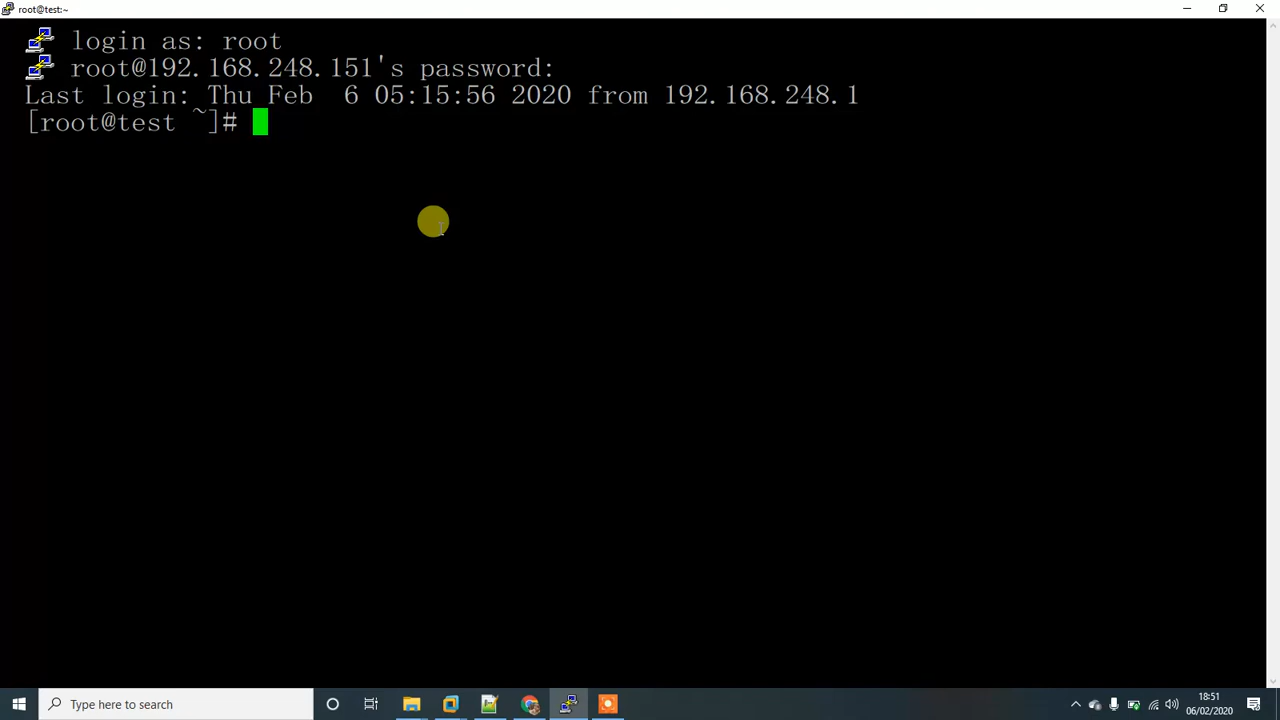 root@test:~
login as: root
root@192.168.248.151's password:
Last login: Thu Feb  6 05:15:56 2020 from 192.168.248.1
[root@test ~]#
Type here to search
18:51
06/02/2020